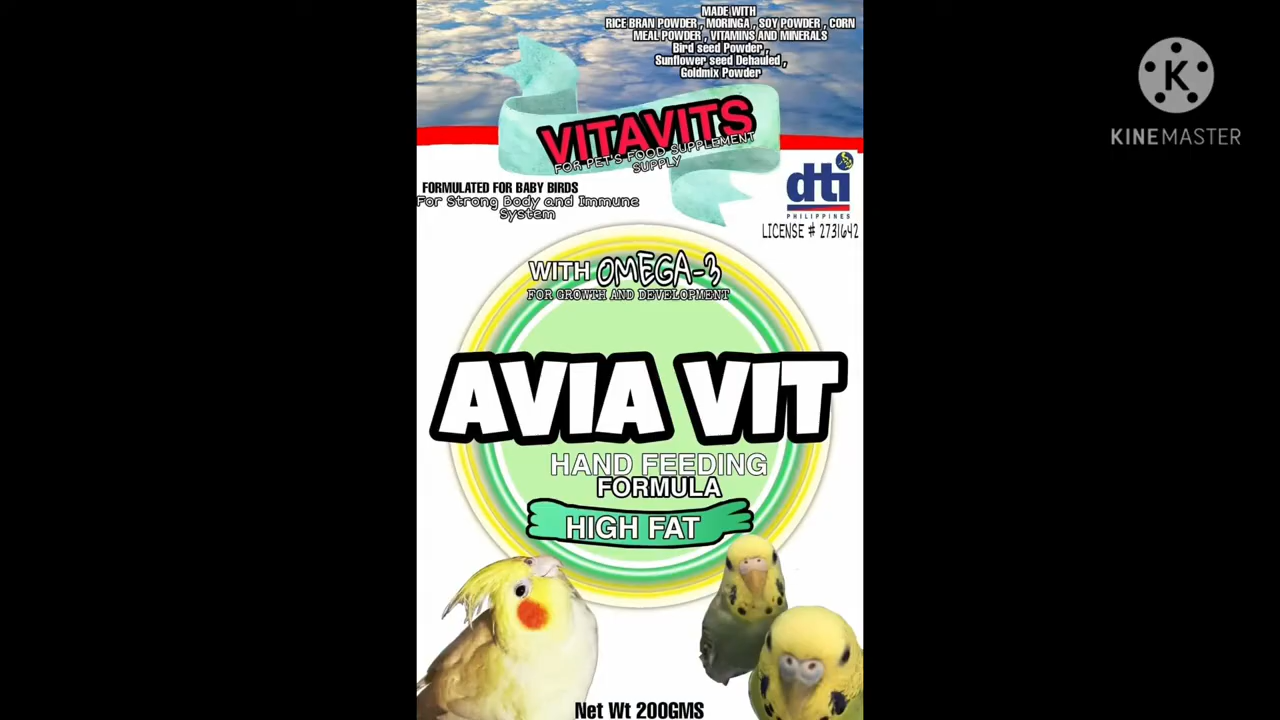 MADE WITH
RICE BRAN POWDER , MORINGA , SOY POWDER , CORN
MEAL POWDER , VITAMINS AND MINERALS
Bird seed Powder ,
Sunflower seed Dehauled ,
Goldmix Powder
K
KINEMASTER
VITAVITS
FOR PET'S FOOD SUPPLEMENT
SUPPLY
dti
PHILIPPINES
LICENSE # 2731642
FORMULATED FOR BABY BIRDS
For Strong Body and Immune
System
WITH OMEGA-3
FOR GROWTH AND DEVELOPMENT
AVIA VIT
HAND FEEDING
FORMULA
HIGH FAT
Net Wt 200GMS